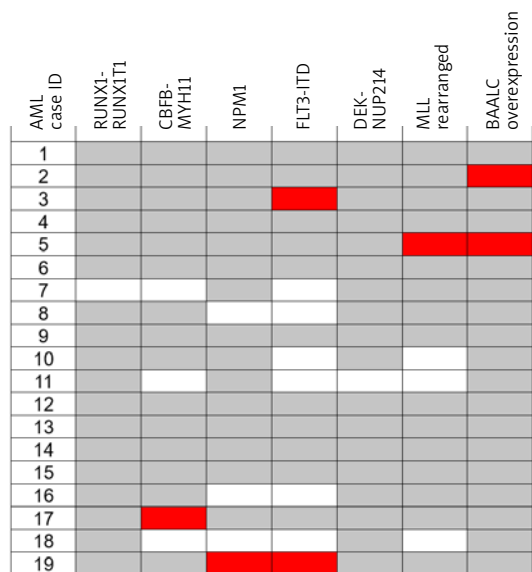 AML
case ID
RUNX1-
RUNX1T1
CBFB-
MYH11
NPM1
FLT3-ITD
DEK-
NUP214
MLL
rearranged
BAALC
overexpression
1
2
3
4
5
6
7
8
9
10
11
12
13
14
15
16
17
18
19